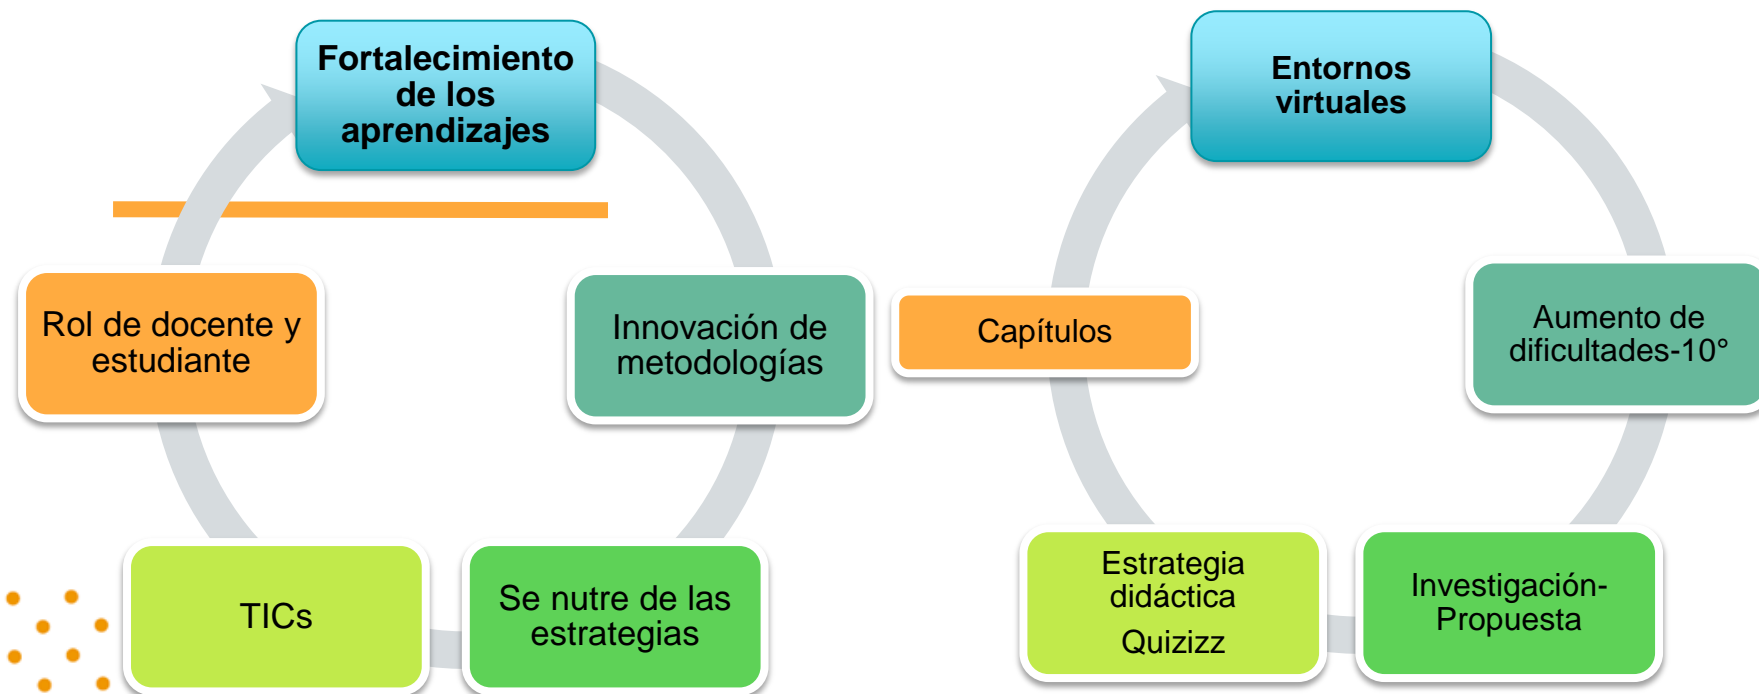 Fortalecimiento
de los
aprendizajes
Innovación de
metodologías
Se nutre de las
estrategias
TICs
Rol de docente y
estudiante
Entornos
virtuales
Aumento de
dificultades-10°
Investigación-
Propuesta
Estrategia
didáctica
Quizizz
Capítulos